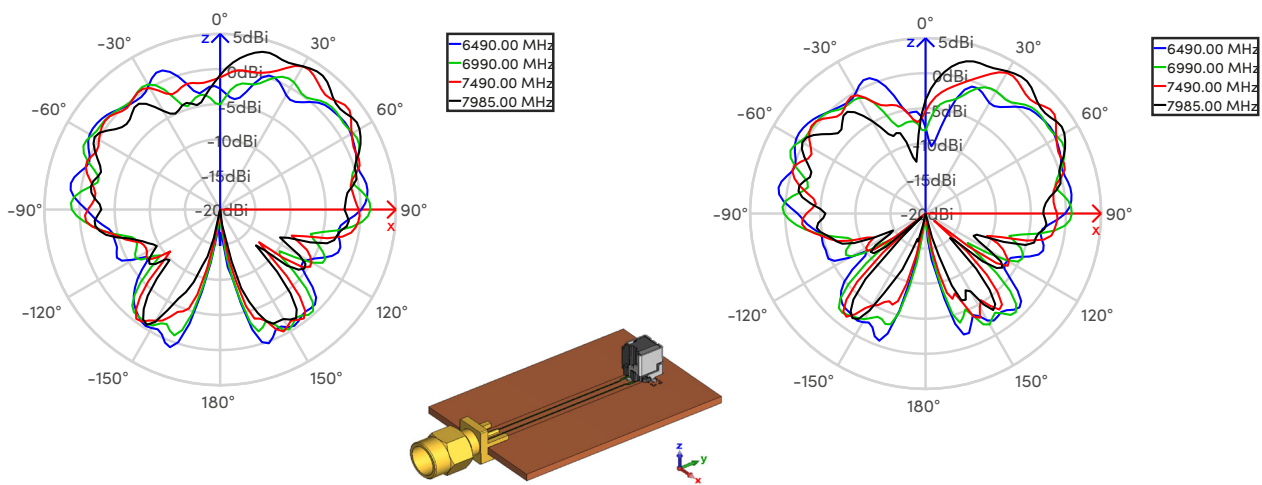 0°
z
5dBi
-30°
30°
0dBi
-60°
60°
-5dBi
-10dBi
-15dBi
-90°
-20dBi
90°
x
-120°
120°
-150°
150°
180°
6490.00 MHz
6990.00 MHz
7490.00 MHz
7985.00 MHz
z
y
x
0°
z
5dBi
-30°
30°
0dBi
-60°
60°
-5dBi
-10dBi
-15dBi
-90°
-20dBi
90°
x
-120°
120°
-150°
150°
180°
6490.00 MHz
6990.00 MHz
7490.00 MHz
7985.00 MHz